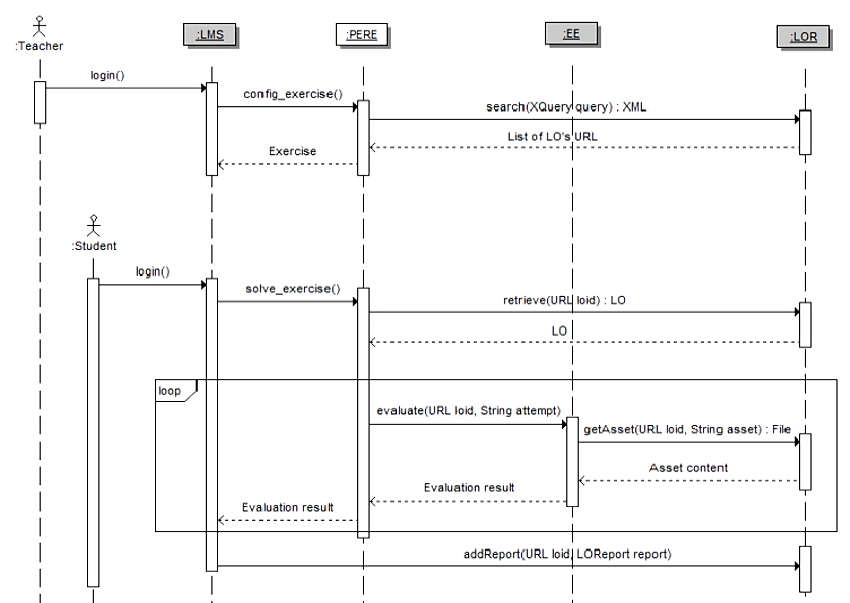 :Teacher
:LMS
:PERE
:EE
:LOR
login()
config_exercise()
search(XQuery query) : XML
List of LO's URL
Exercise
:Student
login()
solve_exercise()
retrieve(URL loid) : LO
LO
loop
evaluate(URL loid, String attempt)
getAsset(URL loid, String asset) : File
Asset content
Evaluation result
Evaluation result
addReport(URL loid, LOReport report)